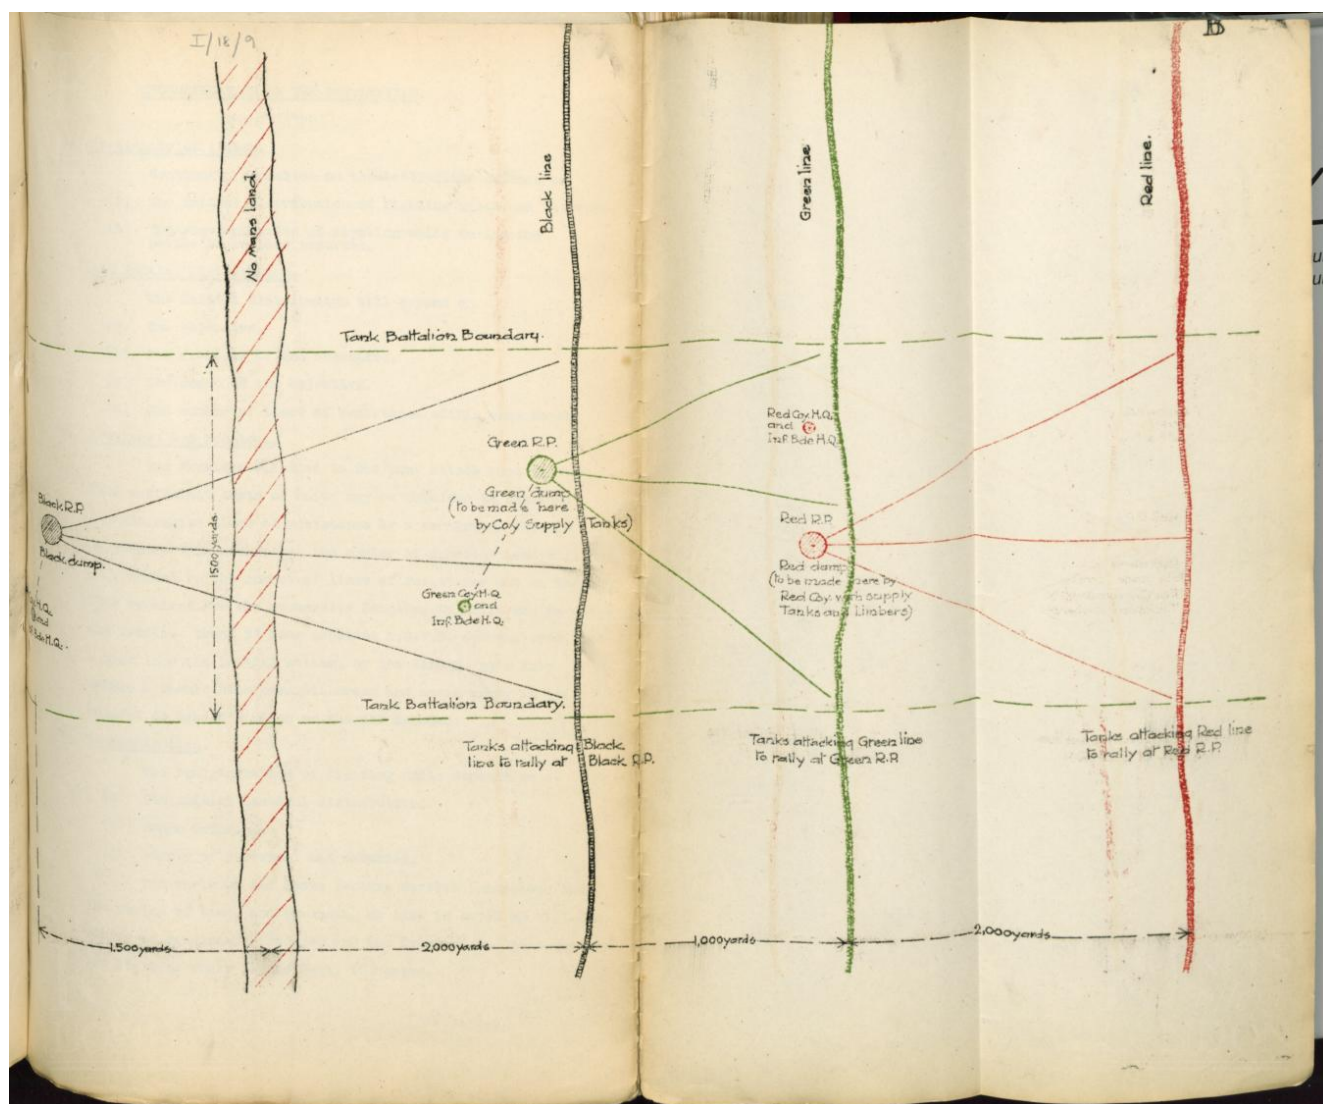 I/18/9
B
No Mans land.
Black line
Green line
Red line.
Tank Battalion Boundary.
1500 yards
Black R.P.
Black dump.
H.Q.
and
Bde H.Q.
Green R.P.
Green dump
(to be made here
by Coy Supply Tanks)
Green Coy H.Q.
and
Inf. Bde H.Q.
Red Coy H.Q.
and
Inf Bde H.Q.
Red R.P.
Red dump
(to be made here by
Red Coy. with supply
Tanks and Limbers)
Tank Battalion Boundary.
Tanks attacking Black
line to rally at Black R.P.
Tanks attacking Green line
to rally at Green R.P.
Tanks attacking Red line
to rally at Red R.P.
1,500 yards
2,000 yards
1,000 yards
2,000 yards